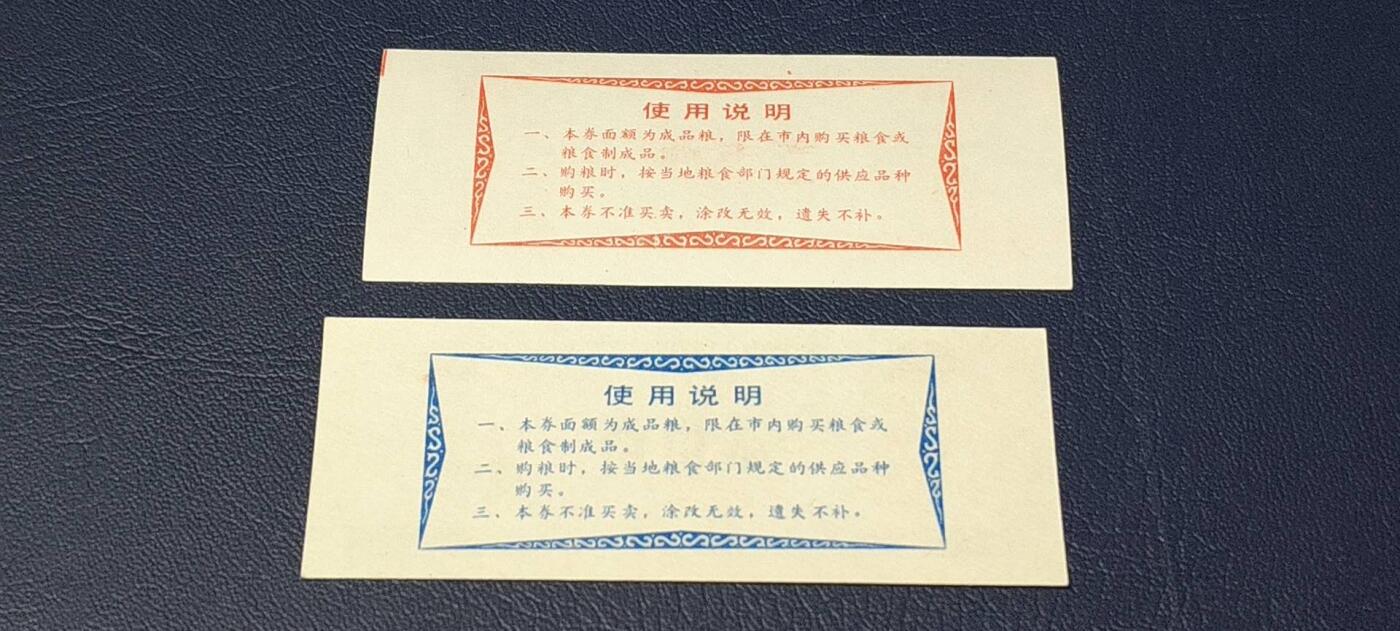 使用说明
一、本券面额为成品粮，限在市内购买粮食或
粮食制成品。
二、购粮时，按当地粮食部门规定的供应品种
购买。
三、本券不准买卖，涂改无效，遗失不补。
使用说明
一、本券面额为成品粮，限在市内购买粮食或
粮食制成品。
二、购粮时，按当地粮食部门规定的供应品种
购买。
三、本券不准买卖，涂改无效，遗失不补。